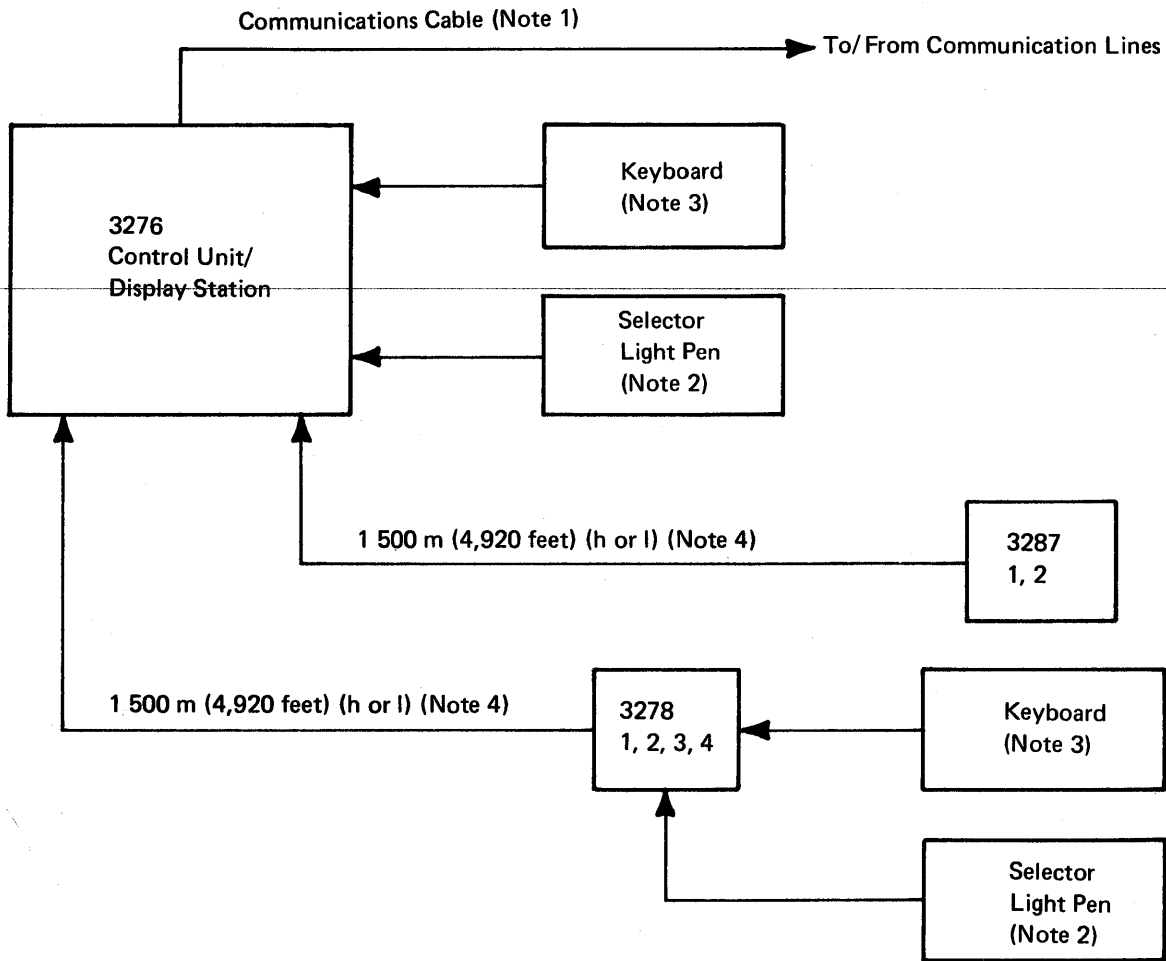 Communications Cable (Note 1)
To/From Communication Lines
3276
Control Unit/
Display Station
Keyboard
(Note 3)
Selector
Light Pen
(Note 2)
1 500 m (4,920 feet) (h or l) (Note 4)
3287
1, 2
1 500 m (4,920 feet) (h or l) (Note 4)
3278
1, 2, 3, 4
Keyboard
(Note 3)
Selector
Light Pen
(Note 2)